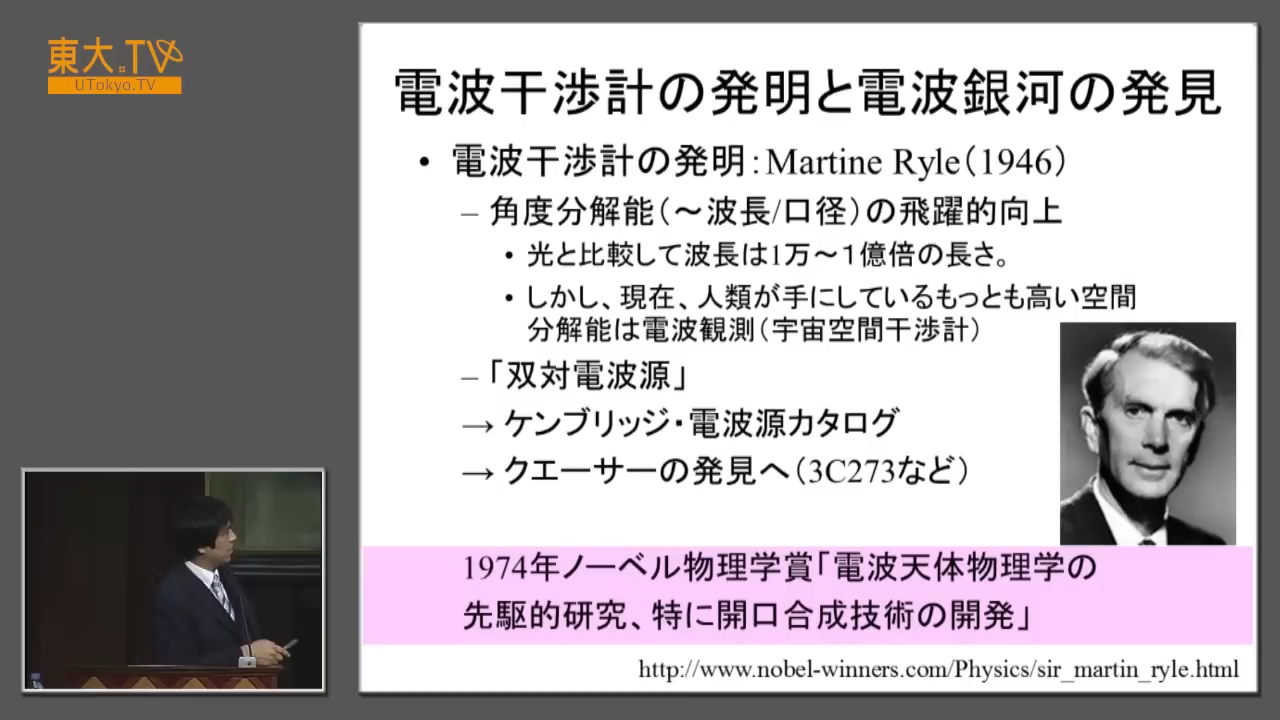 東大.TV
UTokyo.TV
電波干渉計の発明と電波銀河の発見
• 電波干渉計の発明：Martine Ryle（1946）
– 角度分解能（～波長/口径）の飛躍的向上
• 光と比較して波長は1万～１億倍の長さ。
• しかし、現在、人類が手にしているもっとも高い空間
分解能は電波観測（宇宙空間干渉計）
– 「双対電波源」
→ ケンブリッジ・電波源カタログ
→ クエーサーの発見へ（3C273など）
1974年ノーベル物理学賞「電波天体物理学の
先駆的研究、特に開口合成技術の開発」
http://www.nobel-winners.com/Physics/sir_martin_ryle.html